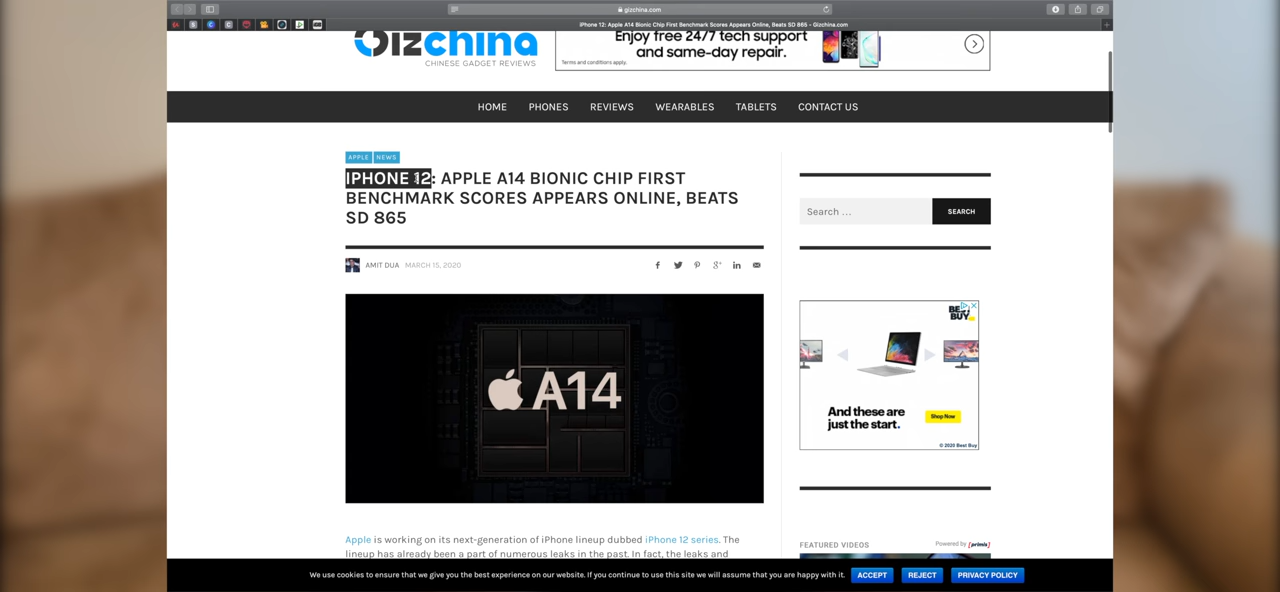 gizchina.com
iPhone 12: Apple A14 Bionic Chip First Benchmark Scores Appears Online, Beats SD 865 - Gizchina.com
Gizchina
CHINESE GADGET REVIEWS
Enjoy free 24/7 tech support
and same-day repair.
Terms and conditions apply.
HOME
PHONES
REVIEWS
WEARABLES
TABLETS
CONTACT US
APPLE
NEWS
IPHONE 12: APPLE A14 BIONIC CHIP FIRST
BENCHMARK SCORES APPEARS ONLINE, BEATS
SD 865
Search ...
SEARCH
AMIT DUA
MARCH 15, 2020
A14
BEST
BUY
And these are
just the start.
Shop Now
© 2020 Best Buy
Apple is working on its next-generation of iPhone lineup dubbed iPhone 12 series. The
lineup has already been a part of numerous leaks in the past. In fact, the leaks and
FEATURED VIDEOS
Powered by [primis]
We use cookies to ensure that we give you the best experience on our website. If you continue to use this site we will assume that you are happy with it.
ACCEPT
REJECT
PRIVACY POLICY